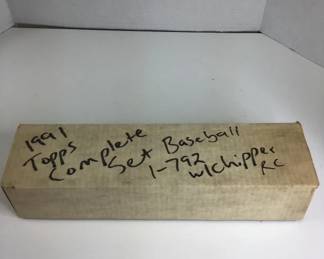 1991
Topps
Complete
Set Baseball
1-792
w/chipper
RC